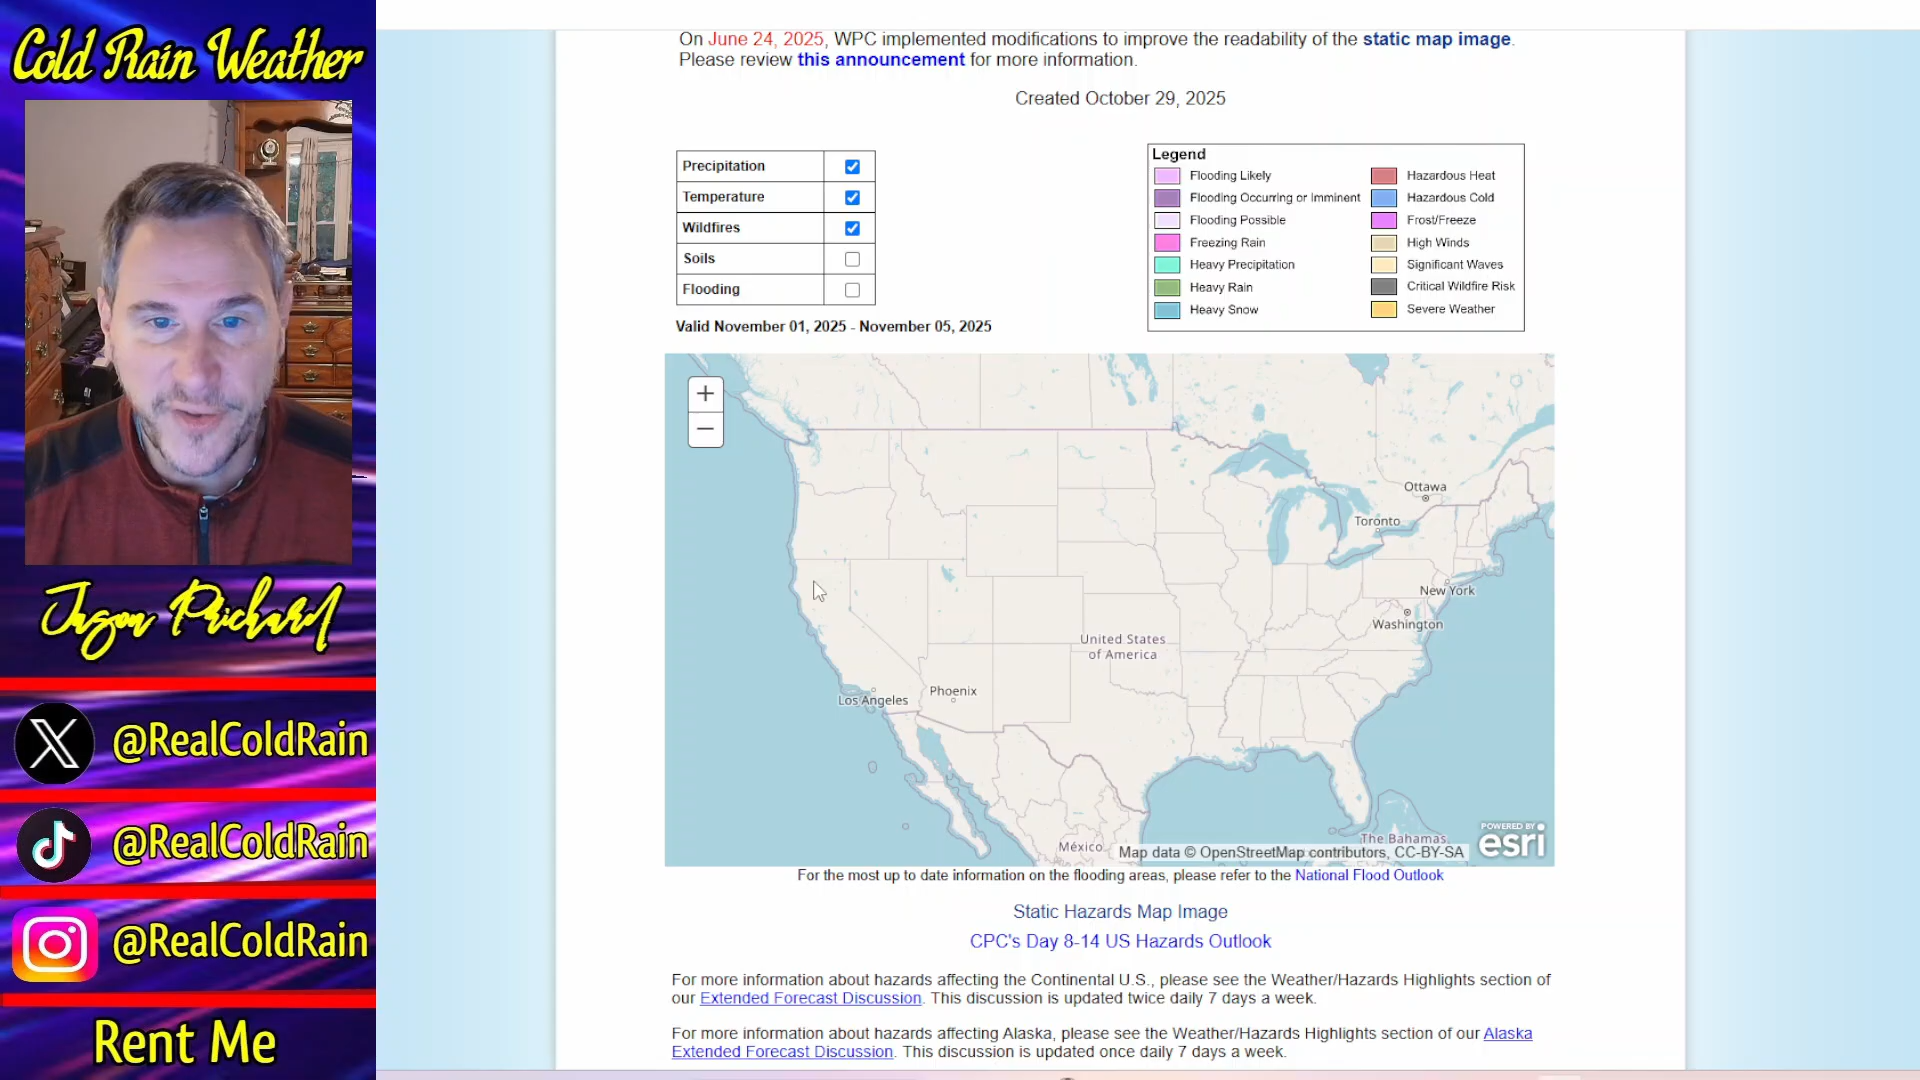 Cold Rain Weather
Jason Prichard
@RealColdRain
@RealColdRain
@RealColdRain
Rent Me
On June 24, 2025, WPC implemented modifications to improve the readability of the static map image.
Please review this announcement for more information.
Created October 29, 2025
Precipitation
Temperature
Wildfires
Soils
Flooding
Valid November 01, 2025 - November 05, 2025
Legend
Flooding Likely
Flooding Occurring or Imminent
Flooding Possible
Freezing Rain
Heavy Precipitation
Heavy Rain
Heavy Snow
Hazardous Heat
Hazardous Cold
Frost/Freeze
High Winds
Significant Waves
Critical Wildfire Risk
Severe Weather
+
−
Ottawa
Toronto
New York
Washington
United States
of America
Phoenix
Los Angeles
The Bahamas
México
POWERED BY
esri
Map data © OpenStreetMap contributors, CC-BY-SA
For the most up to date information on the flooding areas, please refer to the National Flood Outlook
Static Hazards Map Image
CPC's Day 8-14 US Hazards Outlook
For more information about hazards affecting the Continental U.S., please see the Weather/Hazards Highlights section of
our Extended Forecast Discussion. This discussion is updated twice daily 7 days a week.
For more information about hazards affecting Alaska, please see the Weather/Hazards Highlights section of our Alaska
Extended Forecast Discussion. This discussion is updated once daily 7 days a week.